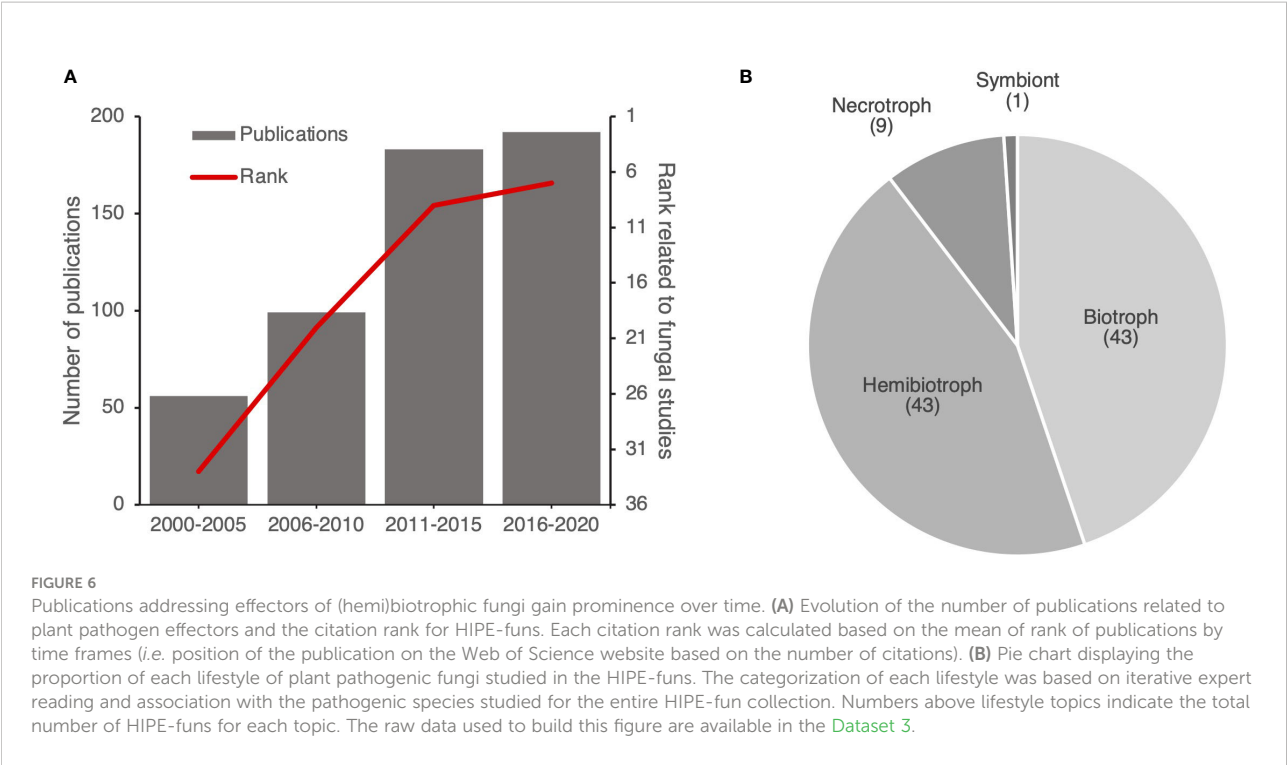 A
200
150
100
50
0
Number of publications
Publications
Rank
1
6
11
16
21
26
31
36
Rank related to fungal studies
2000-2005 2006-2010 2011-2015 2016-2020
B
Symbiont
(1)
Necrotroph
(9)
Biotroph
(43)
Hemibiotroph
(43)
FIGURE 6
Publications addressing effectors of (hemi)biotrophic fungi gain prominence over time. (A) Evolution of the number of publications related to
plant pathogen effectors and the citation rank for HIPE-funs. Each citation rank was calculated based on the mean of rank of publications by
time frames (i.e. position of the publication on the Web of Science website based on the number of citations). (B) Pie chart displaying the
proportion of each lifestyle of plant pathogenic fungi studied in the HIPE-funs. The categorization of each lifestyle was based on iterative expert
reading and association with the pathogenic species studied for the entire HIPE-fun collection. Numbers above lifestyle topics indicate the total
number of HIPE-funs for each topic. The raw data used to build this figure are available in the Dataset 3.